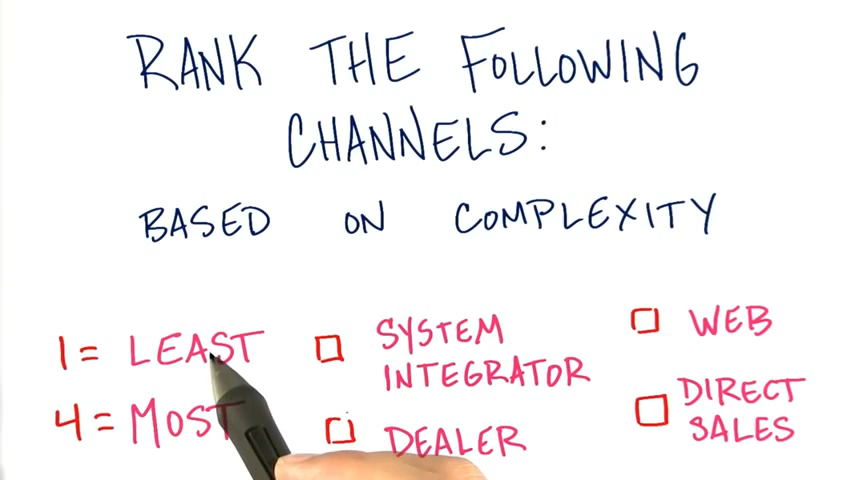 RANK THE FOLLOWING
CHANNELS:
BASED ON COMPLEXITY
1 = LEAST
4 = MOST
SYSTEM
INTEGRATOR
DEALER
WEB
DIRECT
SALES